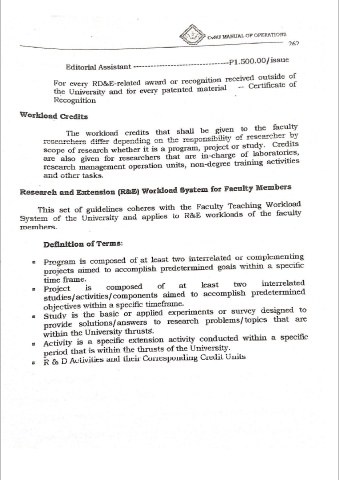 CvSU MANUAL OF OPERATIONS
262
Editorial Assistant --------------------------------P1.500.00/issue
For every RD&E-related award or recognition received outside of
the University and for every patented material -- Certificate of
Recognition
Workload Credits
The workload credits that shall be given to the faculty
researchers differ depending on the responsibility of researcher by
scope of research whether it is a program, project or study. Credits
are also given for researchers that are in-charge of laboratories,
research management operation units, non-degree training activities
and other tasks.
Research and Extension (R&E) Workload System for Faculty Members
This set of guidelines coheres with the Faculty Teaching Workload
System of the University and applies to R&E workloads of the faculty
members.
Definition of Terms:
▪ Program is composed of at least two interrelated or complementing
projects aimed to accomplish predetermined goals within a specific
time frame.
▪ Project is composed of at least two interrelated
studies/activities/components aimed to accomplish predetermined
objectives within a specific timeframe.
▪ Study is the basic or applied experiments or survey designed to
provide solutions/answers to research problems/topics that are
within the University thrusts.
▪ Activity is a specific extension activity conducted within a specific
period that is within the thrusts of the University.
▪ R & D Activities and their Corresponding Credit Units